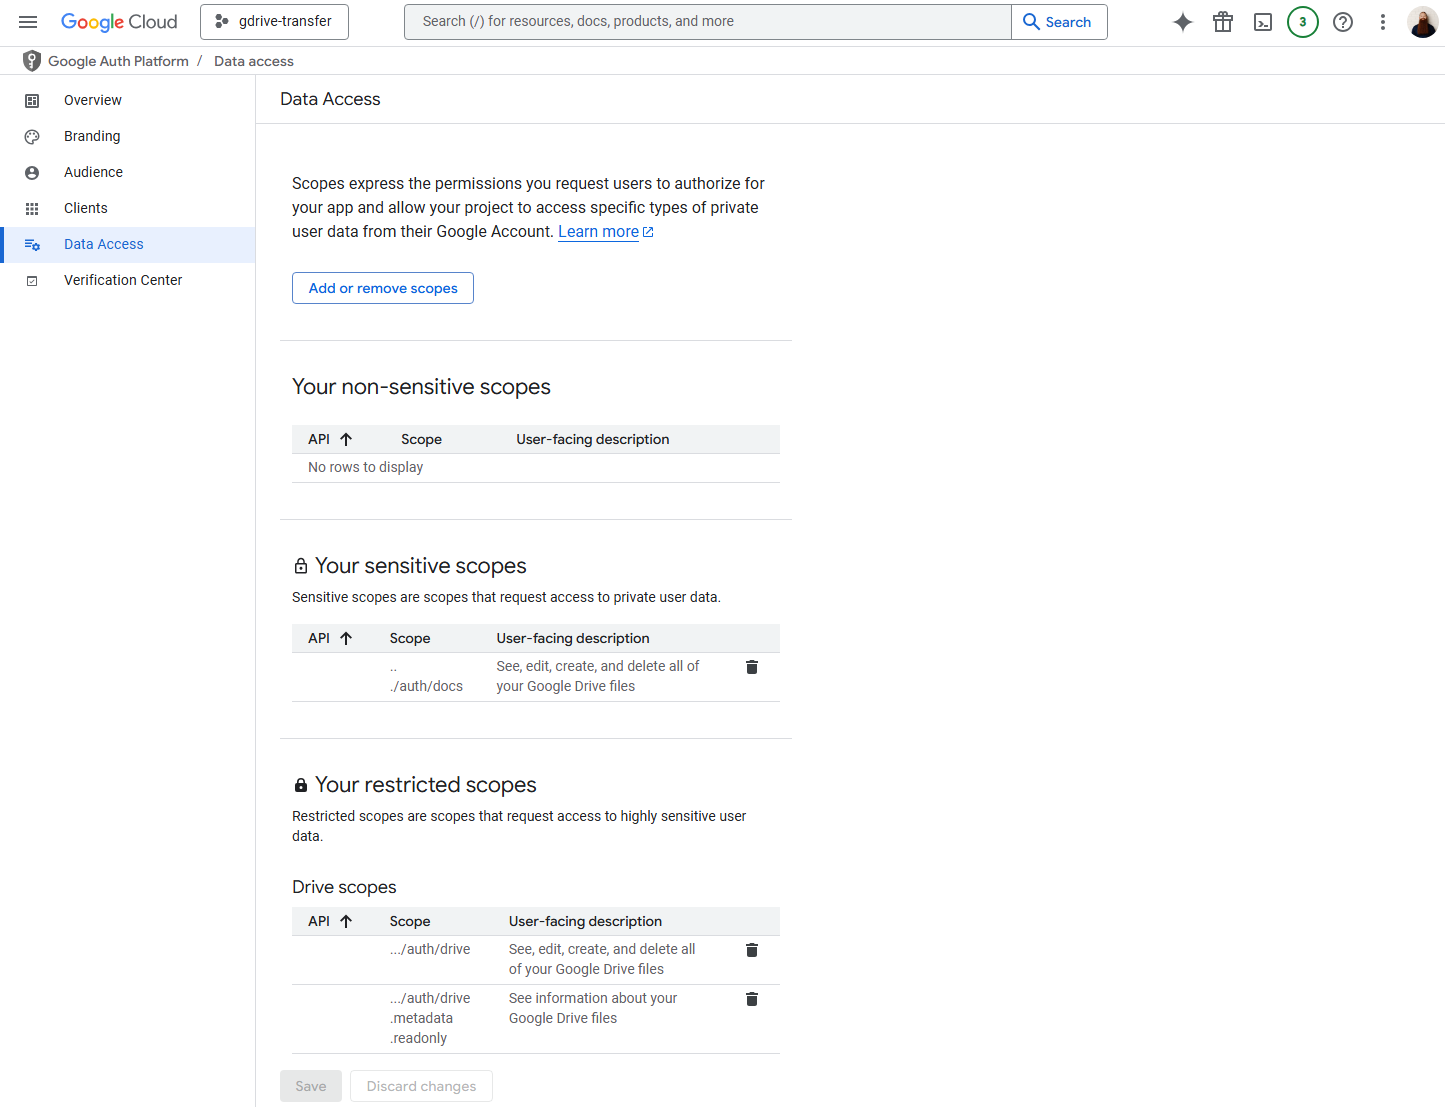 Google Cloud
gdrive-transfer
Search (/) for resources, docs, products, and more
Search
3
Google Auth Platform / Data access
Overview
Branding
Audience
Clients
Data Access
Verification Center
Data Access
Scopes express the permissions you request users to authorize for
your app and allow your project to access specific types of private
user data from their Google Account. Learn more
Add or remove scopes
Your non-sensitive scopes
API Scope User-facing description
No rows to display
Your sensitive scopes
Sensitive scopes are scopes that request access to private user data.
API Scope User-facing description
.. See, edit, create, and delete all of
./auth/docs your Google Drive files
Your restricted scopes
Restricted scopes are scopes that request access to highly sensitive user
data.
Drive scopes
API Scope User-facing description
.../auth/drive See, edit, create, and delete all
of your Google Drive files
.../auth/drive See information about your
.metadata Google Drive files
.readonly
Save Discard changes